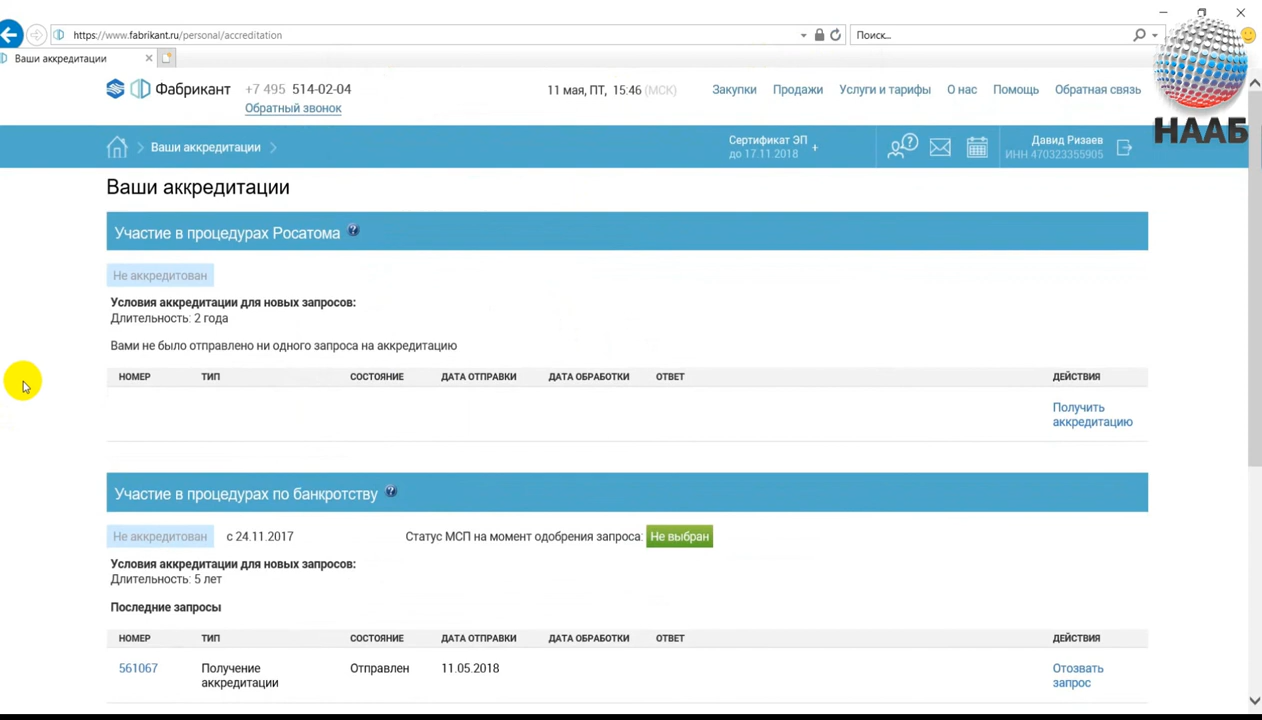 https://www.fabrikant.ru/personal/accreditation
Поиск...
Ваши аккредитации
Фабрикант
+7 495 514-02-04
Обратный звонок
11 мая, ПТ, 15:46 (МСК)
Закупки
Продажи
Услуги и тарифы
О нас
Помощь
Обратная связь
НААБ
Ваши аккредитации
Сертификат ЭП
до 17.11.2018
+
Давид Ризаев
ИНН 470323355905
Ваши аккредитации
Участие в процедурах Росатома ?
Не аккредитован
Условия аккредитации для новых запросов:
Длительность: 2 года
Вами не было отправлено ни одного запроса на аккредитацию
НОМЕР ТИП СОСТОЯНИЕ ДАТА ОТПРАВКИ ДАТА ОБРАБОТКИ ОТВЕТ ДЕЙСТВИЯ
Получить
аккредитацию
Участие в процедурах по банкротству ?
Не аккредитован с 24.11.2017 Статус МСП на момент одобрения запроса: Не выбран
Условия аккредитации для новых запросов:
Длительность: 5 лет
Последние запросы
НОМЕР ТИП СОСТОЯНИЕ ДАТА ОТПРАВКИ ДАТА ОБРАБОТКИ ОТВЕТ ДЕЙСТВИЯ
561067 Получение Отправлен 11.05.2018 Отозвать
аккредитации запрос